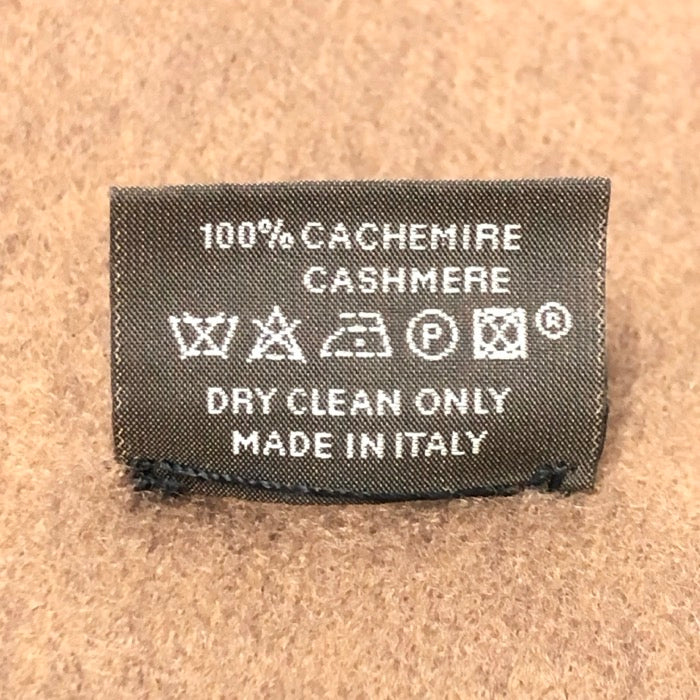 100% CACHEMIRE
CASHMERE
P ®
DRY CLEAN ONLY
MADE IN ITALY